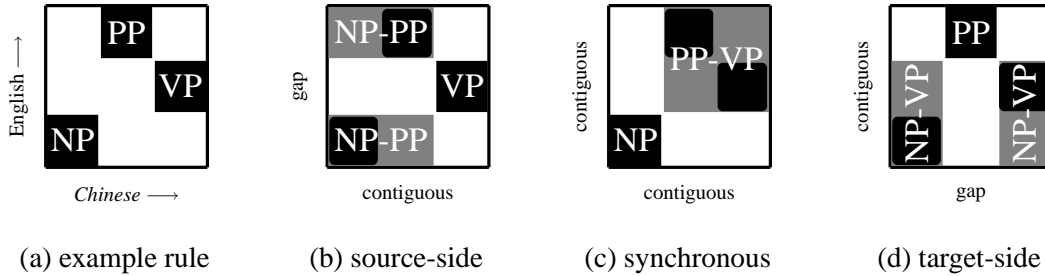 English →
PP
VP
NP
Chinese →
(a) example rule
gap
NP-PP
VP
NP-PP
contiguous
(b) source-side
contiguous
PP-VP
NP
contiguous
(c) synchronous
contiguous
PP
NP-VP
NP-VP
gap
(d) target-side